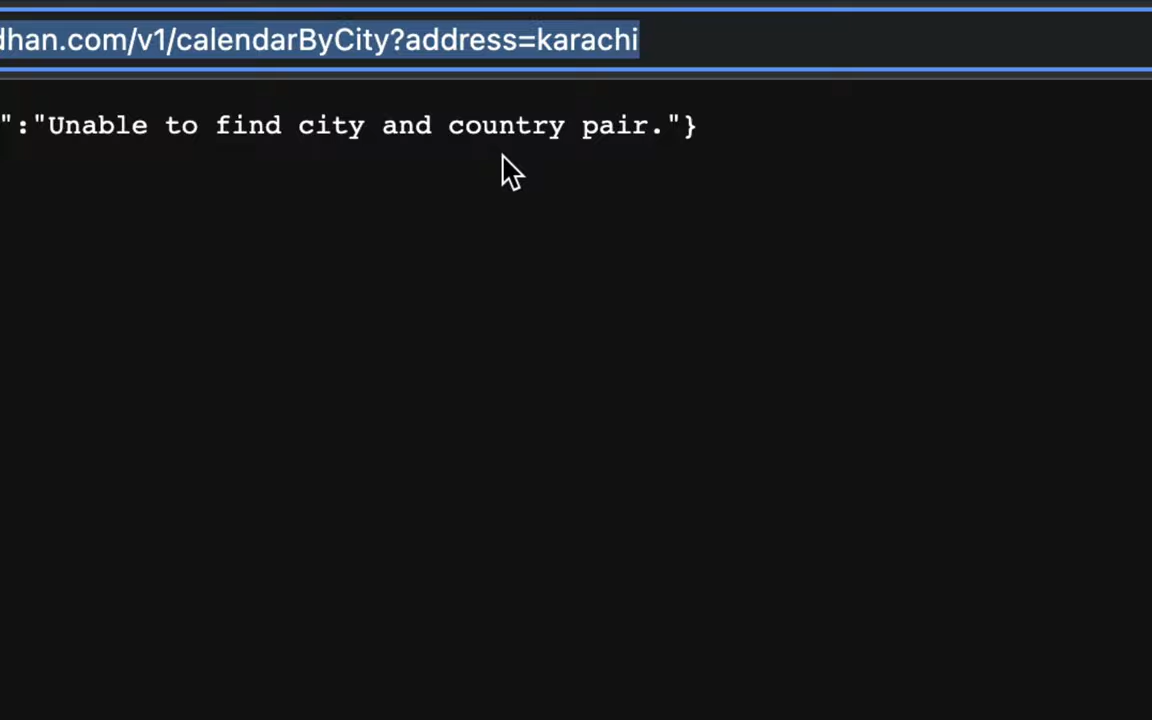 dhan.com/v1/calendarByCity?address=karachi
":"Unable to find city and country pair."}